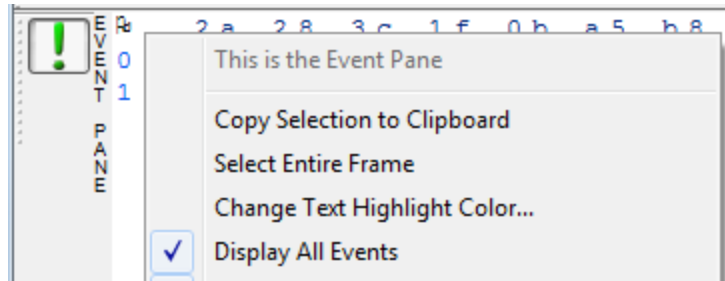 2a 28 3c 1f 0b a5 b8
0
1
EVENT PANE
This is the Event Pane
Copy Selection to Clipboard
Select Entire Frame
Change Text Highlight Color...
Display All Events